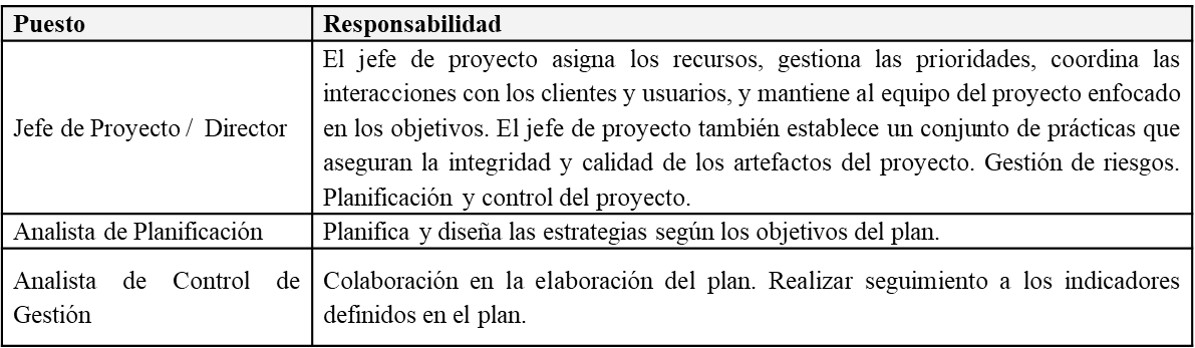 Puesto Responsabilidad
Jefe de Proyecto / Director
El jefe de proyecto asigna los recursos, gestiona las prioridades, coordina las
interacciones con los clientes y usuarios, y mantiene al equipo del proyecto enfocado
en los objetivos. El jefe de proyecto también establece un conjunto de prácticas que
aseguran la integridad y calidad de los artefactos del proyecto. Gestión de riesgos.
Planificación y control del proyecto.
Analista de Planificación Planifica y diseña las estrategias según los objetivos del plan.
Analista de Control de
Gestión
Colaboración en la elaboración del plan. Realizar seguimiento a los indicadores
definidos en el plan.